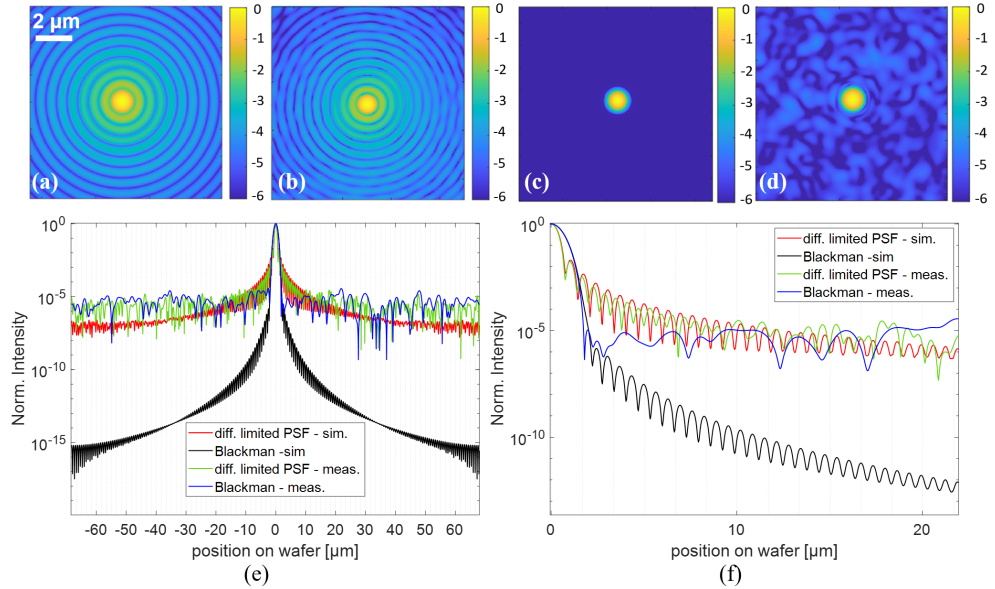 2 µm
(a)
0
-1
-2
-3
-4
-5
-6
(b)
0
-1
-2
-3
-4
-5
-6
(c)
0
-1
-2
-3
-4
-5
-6
(d)
0
-1
-2
-3
-4
-5
-6
Norm. Intensity
10^0
10^-5
10^-10
10^-15
diff. limited PSF - sim.
Blackman -sim
diff. limited PSF - meas.
Blackman - meas.
-60 -50 -40 -30 -20 -10 0 10 20 30 40 50 60
position on wafer [µm]
(e)
Norm. Intensity
10^0
10^-5
10^-10
diff. limited PSF - sim.
Blackman -sim
diff. limited PSF - meas.
Blackman - meas.
0 10 20
position on wafer [µm]
(f)